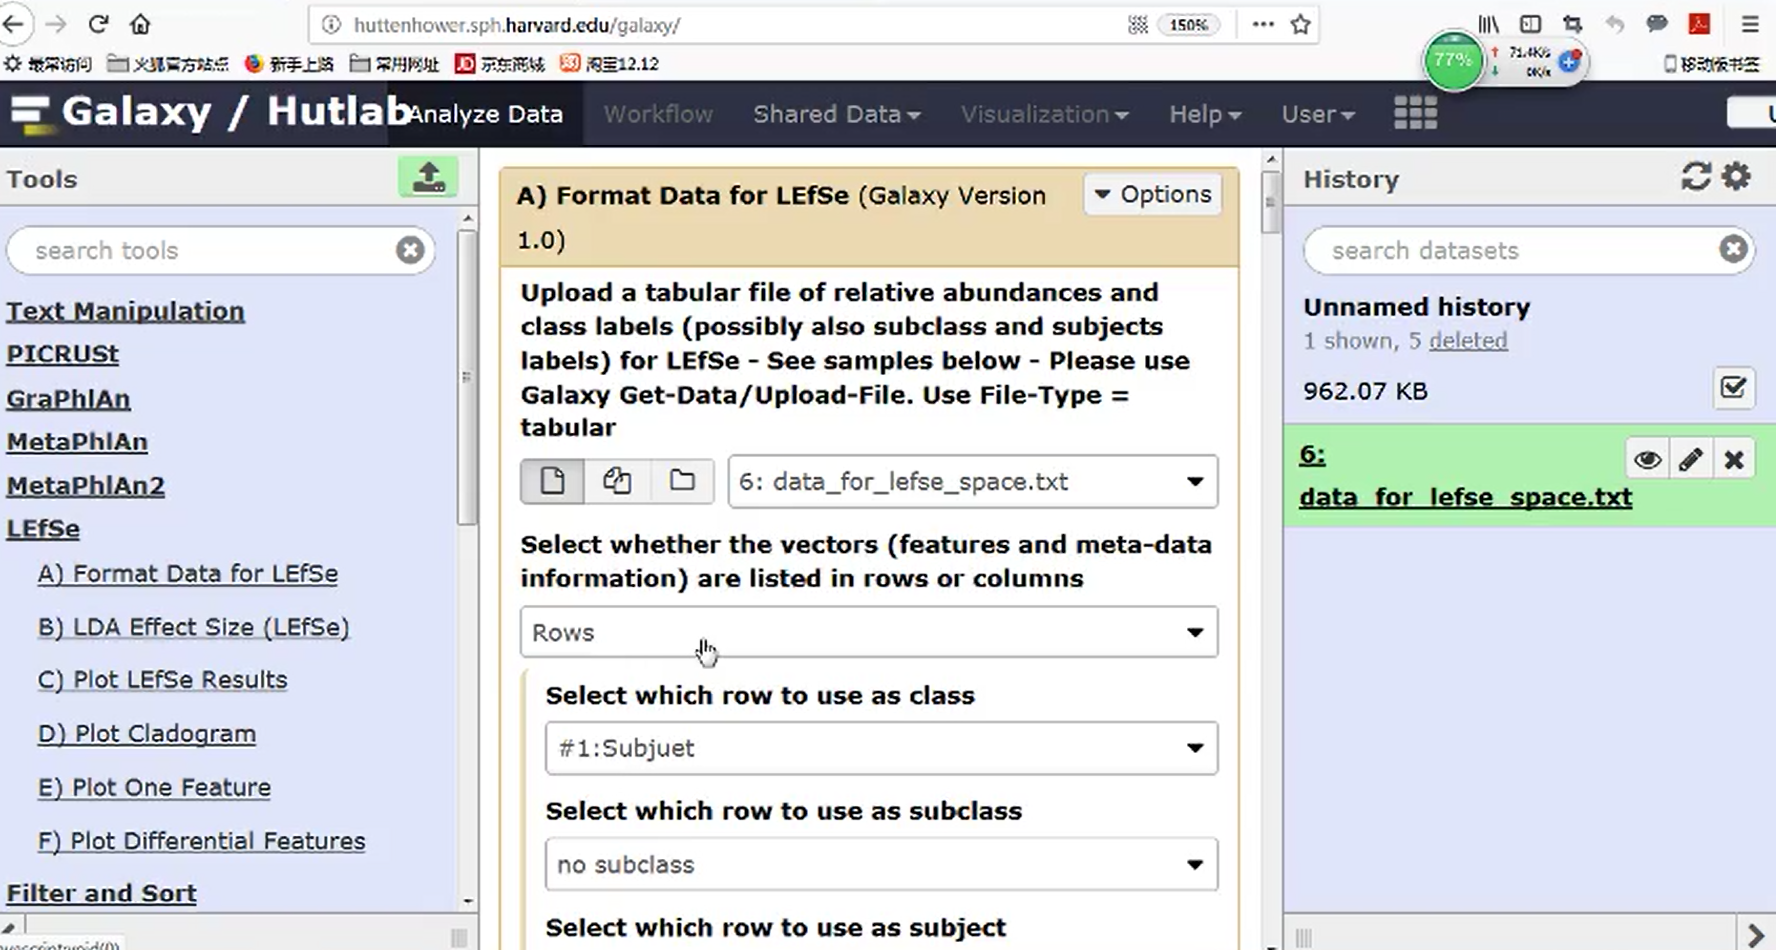 huttenhower.sph.harvard.edu/galaxy/
150%
最常访问 火狐官方站点 新手上路 常用网址 JD 京东商城 淘宝12.12
77%
71.4K/s
0K/s
移动版书签
Galaxy / Hutlab
Analyze Data Workflow Shared Data Visualization Help User
Tools
search tools
Text Manipulation
PICRUSt
GraPhlAn
MetaPhlAn
MetaPhlAn2
LEfSe
A) Format Data for LEfSe
B) LDA Effect Size (LEfSe)
C) Plot LEfSe Results
D) Plot Cladogram
E) Plot One Feature
F) Plot Differential Features
Filter and Sort
A) Format Data for LEfSe (Galaxy Version
1.0)
Options
Upload a tabular file of relative abundances and
class labels (possibly also subclass and subjects
labels) for LEfSe - See samples below - Please use
Galaxy Get-Data/Upload-File. Use File-Type =
tabular
6: data_for_lefse_space.txt
Select whether the vectors (features and meta-data
information) are listed in rows or columns
Rows
Select which row to use as class
#1:Subjuet
Select which row to use as subclass
no subclass
Select which row to use as subject
History
search datasets
Unnamed history
1 shown, 5 deleted
962.07 KB
6:
data_for_lefse_space.txt